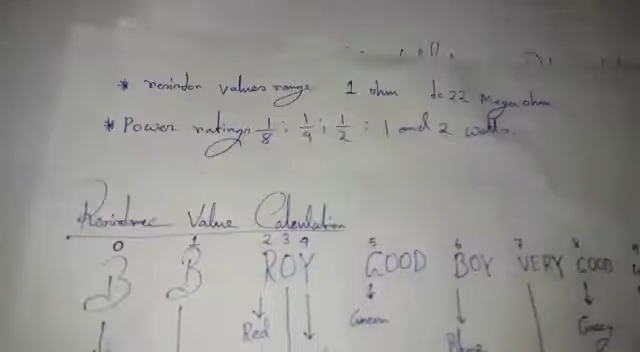 * resistor values range 1 ohm to 22 Mega ohm
* Power ratings 1/8 ; 1/4 ; 1/2 ; 1 and 2 watts.
Resistance Value Calculation
0 1 2 3 4 5 6 7 8 9
B B ROY GOOD BOY VERY GOOD
Red Green Blue Grey